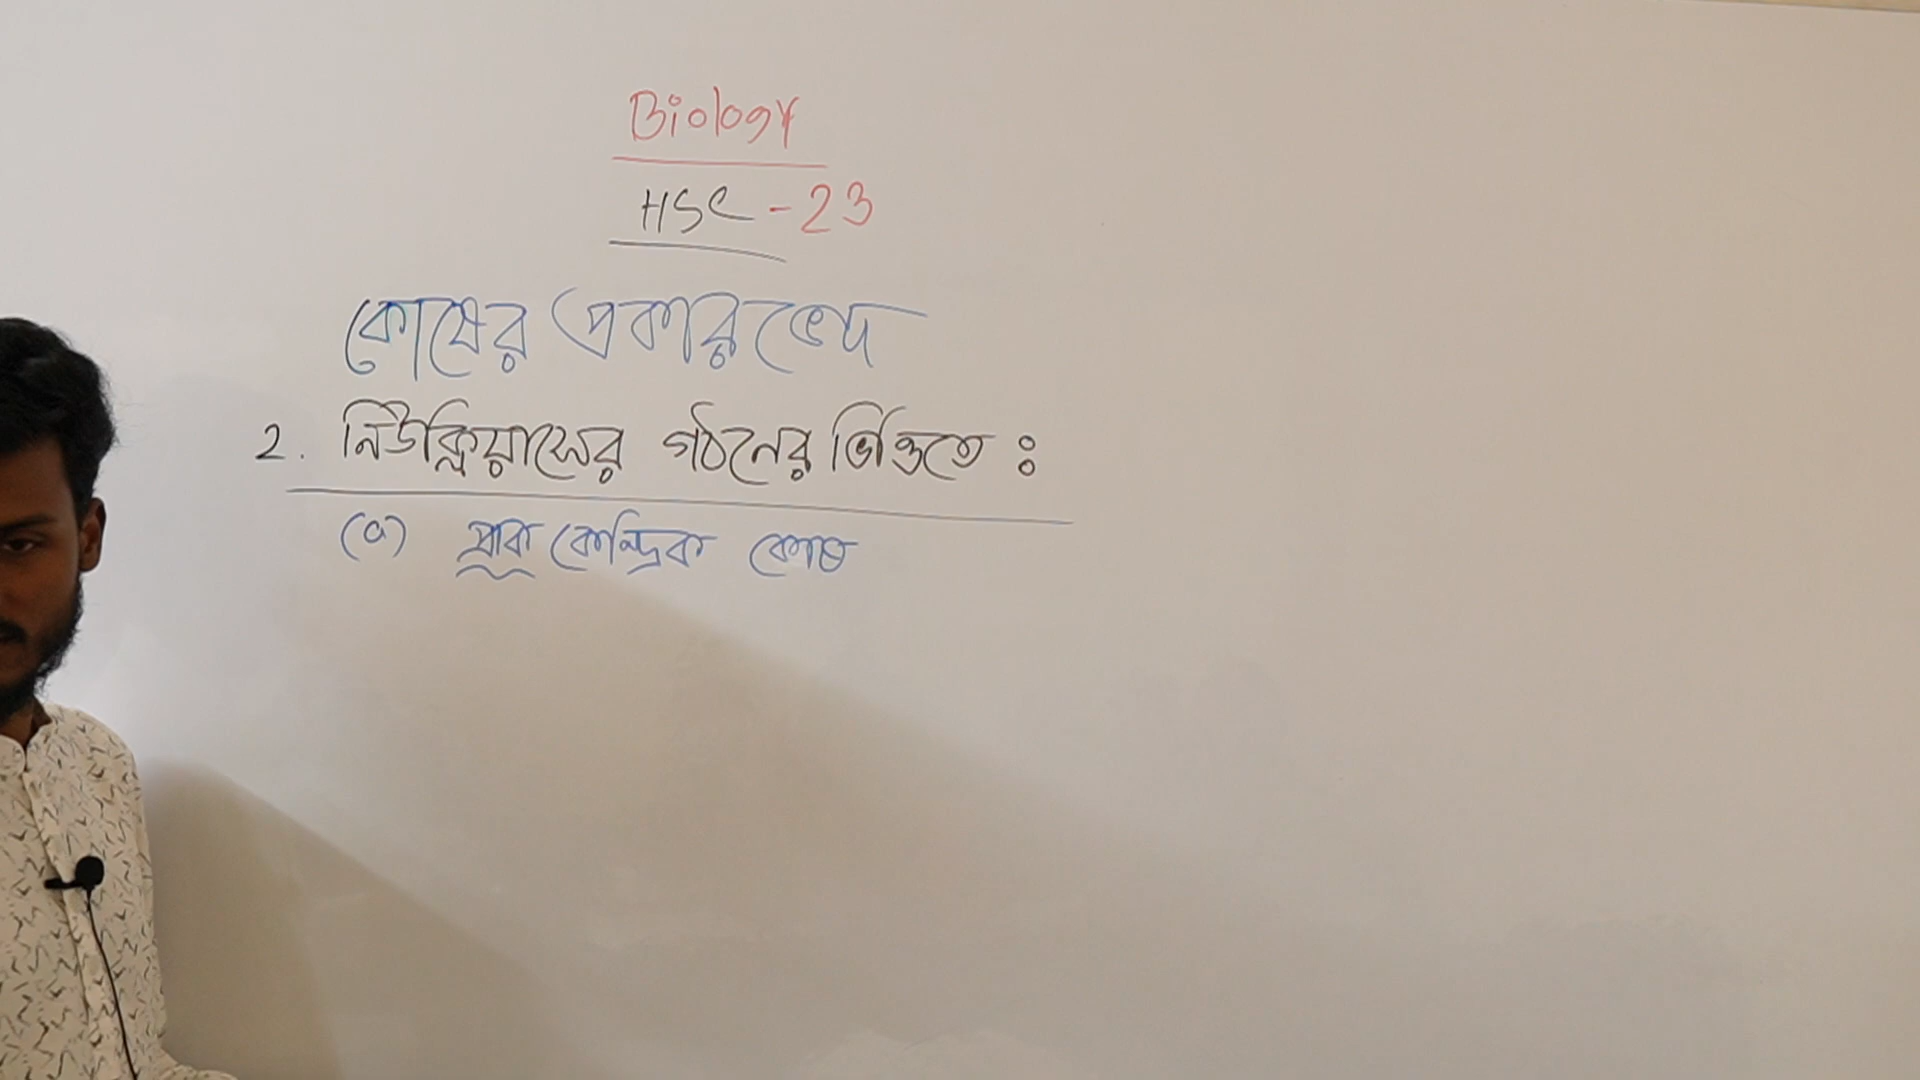 Biology
HSC - 23
কোষের প্রকারভেদ
2. নিউক্লিয়াসের গঠনের ভিত্তিতে :
(a) প্রাক কেন্দ্রিক কোষ